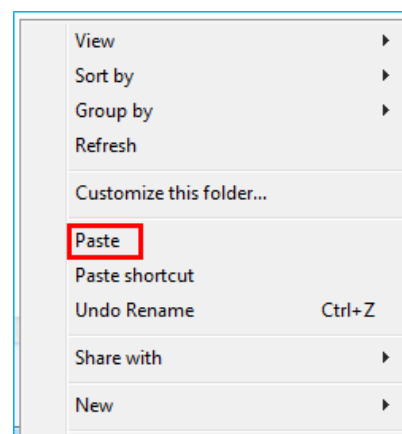 View
Sort by
Group by
Refresh
Customize this folder...
Paste
Paste shortcut
Undo Rename Ctrl+Z
Share with
New